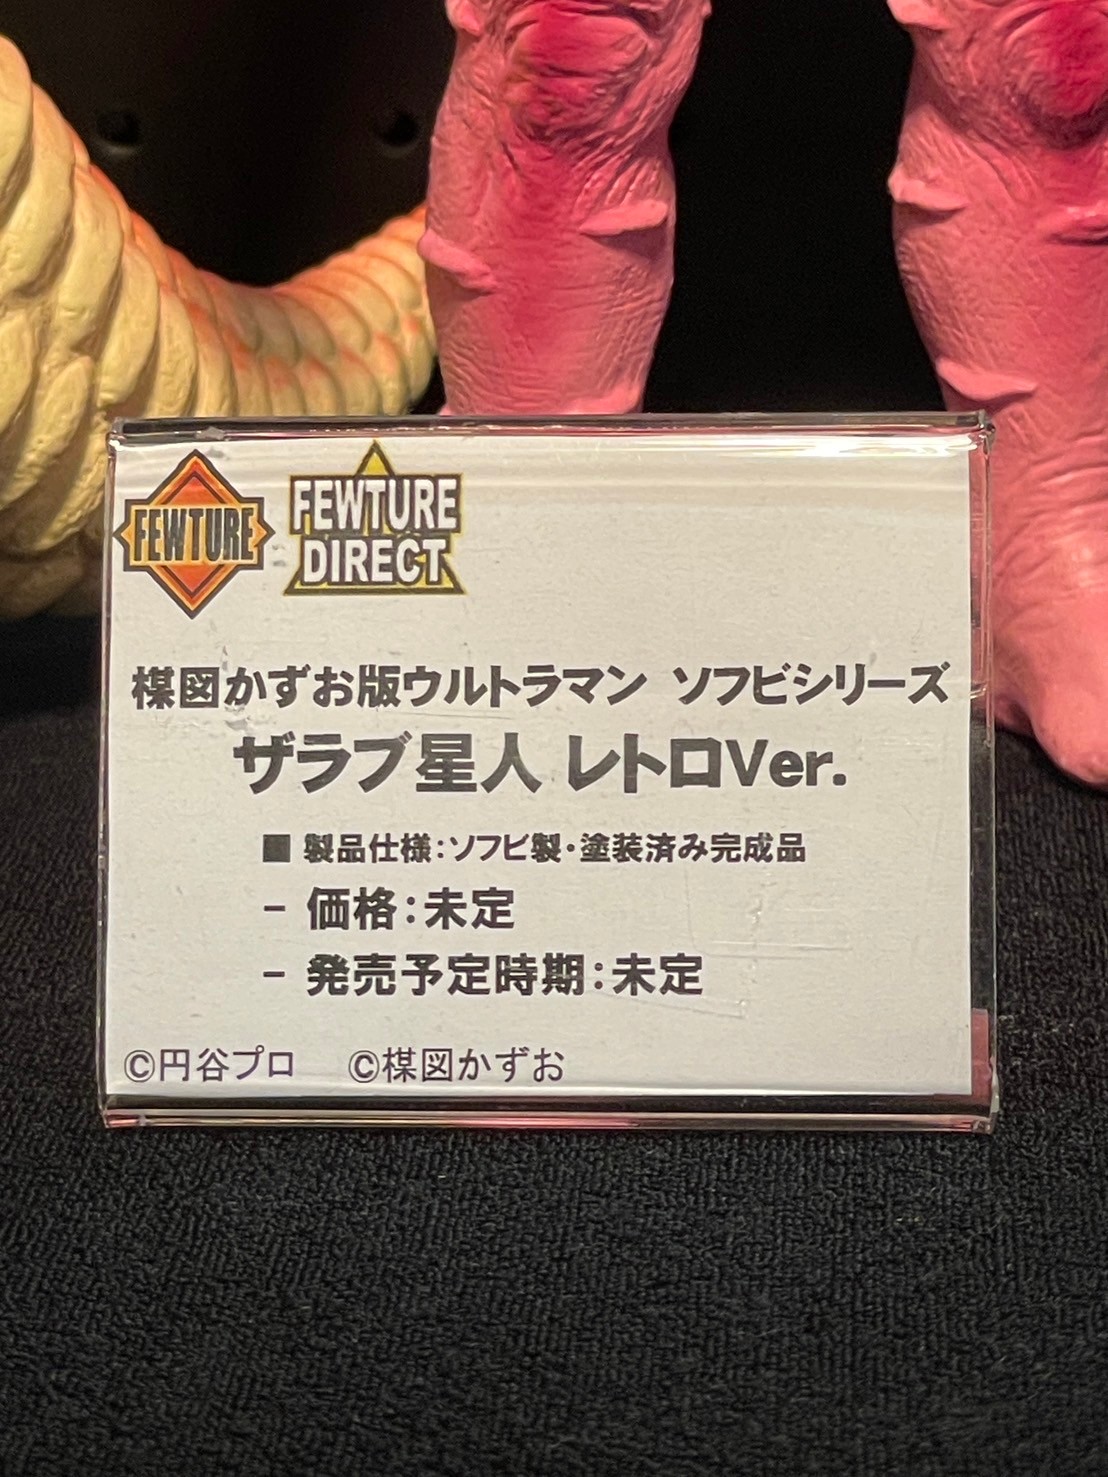 FEWTURE
FEWTURE
DIRECT
楳図かずお版ウルトラマン ソフビシリーズ
ザラブ星人 レトロVer.
■ 製品仕様:ソフビ製・塗装済み完成品
- 価格:未定
- 発売予定時期:未定
©円谷プロ ©楳図かずお